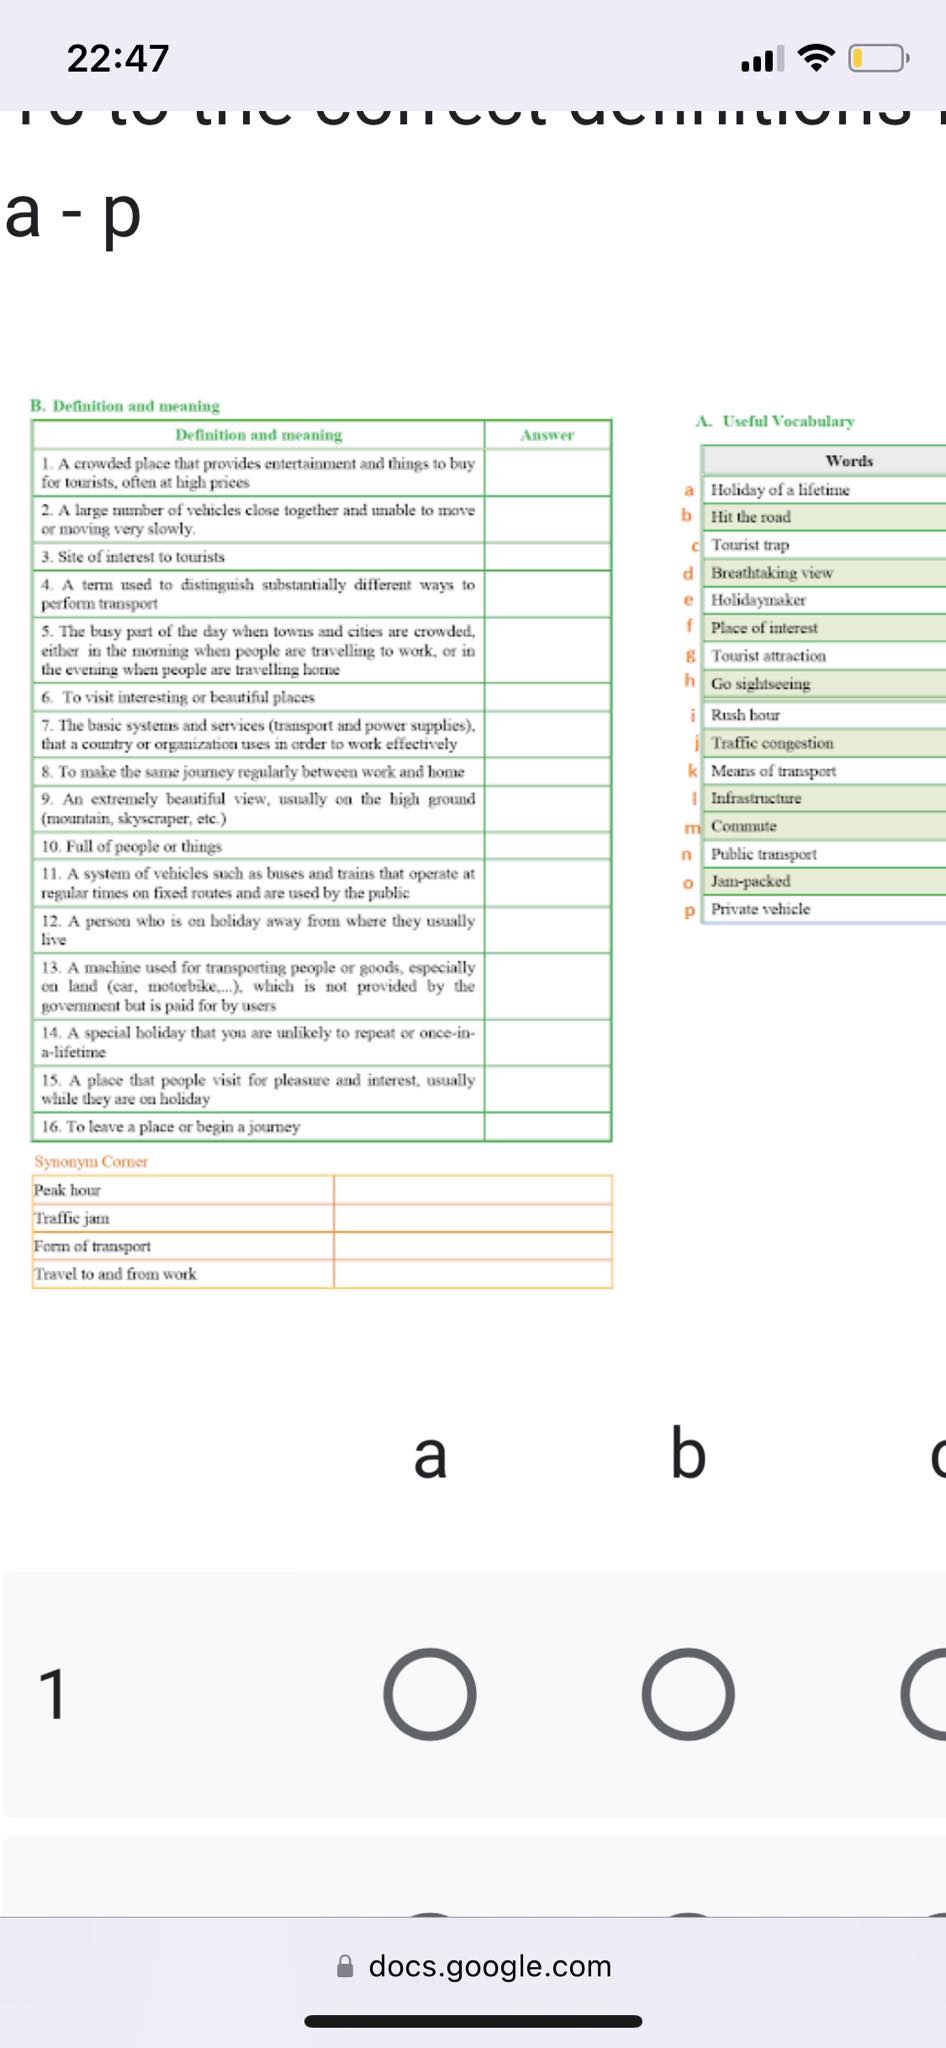 22:47
a - p
B. Definition and meaning
Definition and meaning Answer
1. A crowded place that provides entertainment and things to buy
for tourists, often at high prices
2. A large number of vehicles close together and unable to move
or moving very slowly.
3. Site of interest to tourists
4. A term used to distinguish substantially different ways to
perform transport
5. The busy part of the day when towns and cities are crowded,
either in the morning when people are travelling to work, or in
the evening when people are travelling home
6. To visit interesting or beautiful places
7. The basic systems and services (transport and power supplies),
that a country or organization uses in order to work effectively
8. To make the same journey regularly between work and home
9. An extremely beautiful view, usually on the high ground
(mountain, skyscraper, etc.)
10. Full of people or things
11. A system of vehicles such as buses and trains that operate at
regular times on fixed routes and are used by the public
12. A person who is on holiday away from where they usually
live
13. A machine used for transporting people or goods, especially
on land (car, motorbike,...), which is not provided by the
government but is paid for by users
14. A special holiday that you are unlikely to repeat or once-in-
a-lifetime
15. A place that people visit for pleasure and interest, usually
while they are on holiday
16. To leave a place or begin a journey
Synonym Corner
Peak hour
Traffic jam
Form of transport
Travel to and from work
A. Useful Vocabulary
Words
a Holiday of a lifetime
b Hit the road
c Tourist trap
d Breathtaking view
e Holidaymaker
f Place of interest
g Tourist attraction
h Go sightseeing
i Rush hour
j Traffic congestion
k Means of transport
l Infrastructure
m Commute
n Public transport
o Jam-packed
p Private vehicle
a b
1
docs.google.com